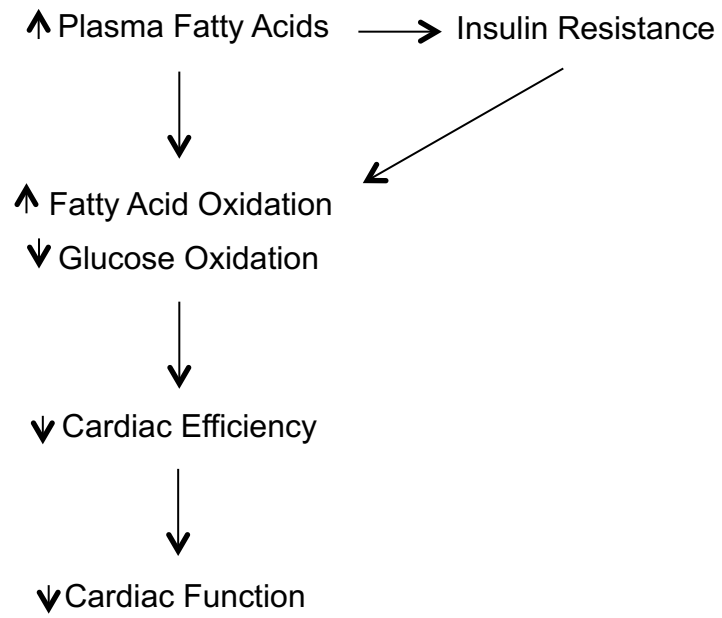 Plasma Fatty Acids
Insulin Resistance
Fatty Acid Oxidation
Glucose Oxidation
Cardiac Efficiency
Cardiac Function